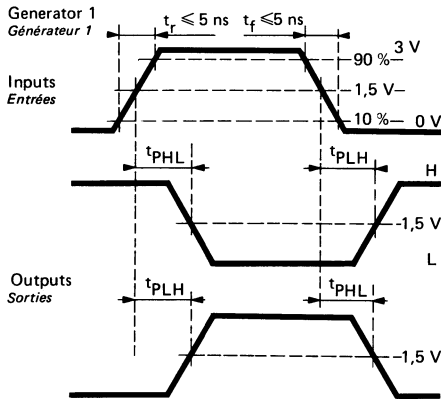 Generator 1
Générateur 1
tr ≤ 5 ns
tf ≤5 ns
3 V
90 %
Inputs
Entrées
1,5 V
10 %
0 V
tPHL
tPLH
H
1,5 V
L
Outputs
Sorties
tPLH
tPHL
1,5 V